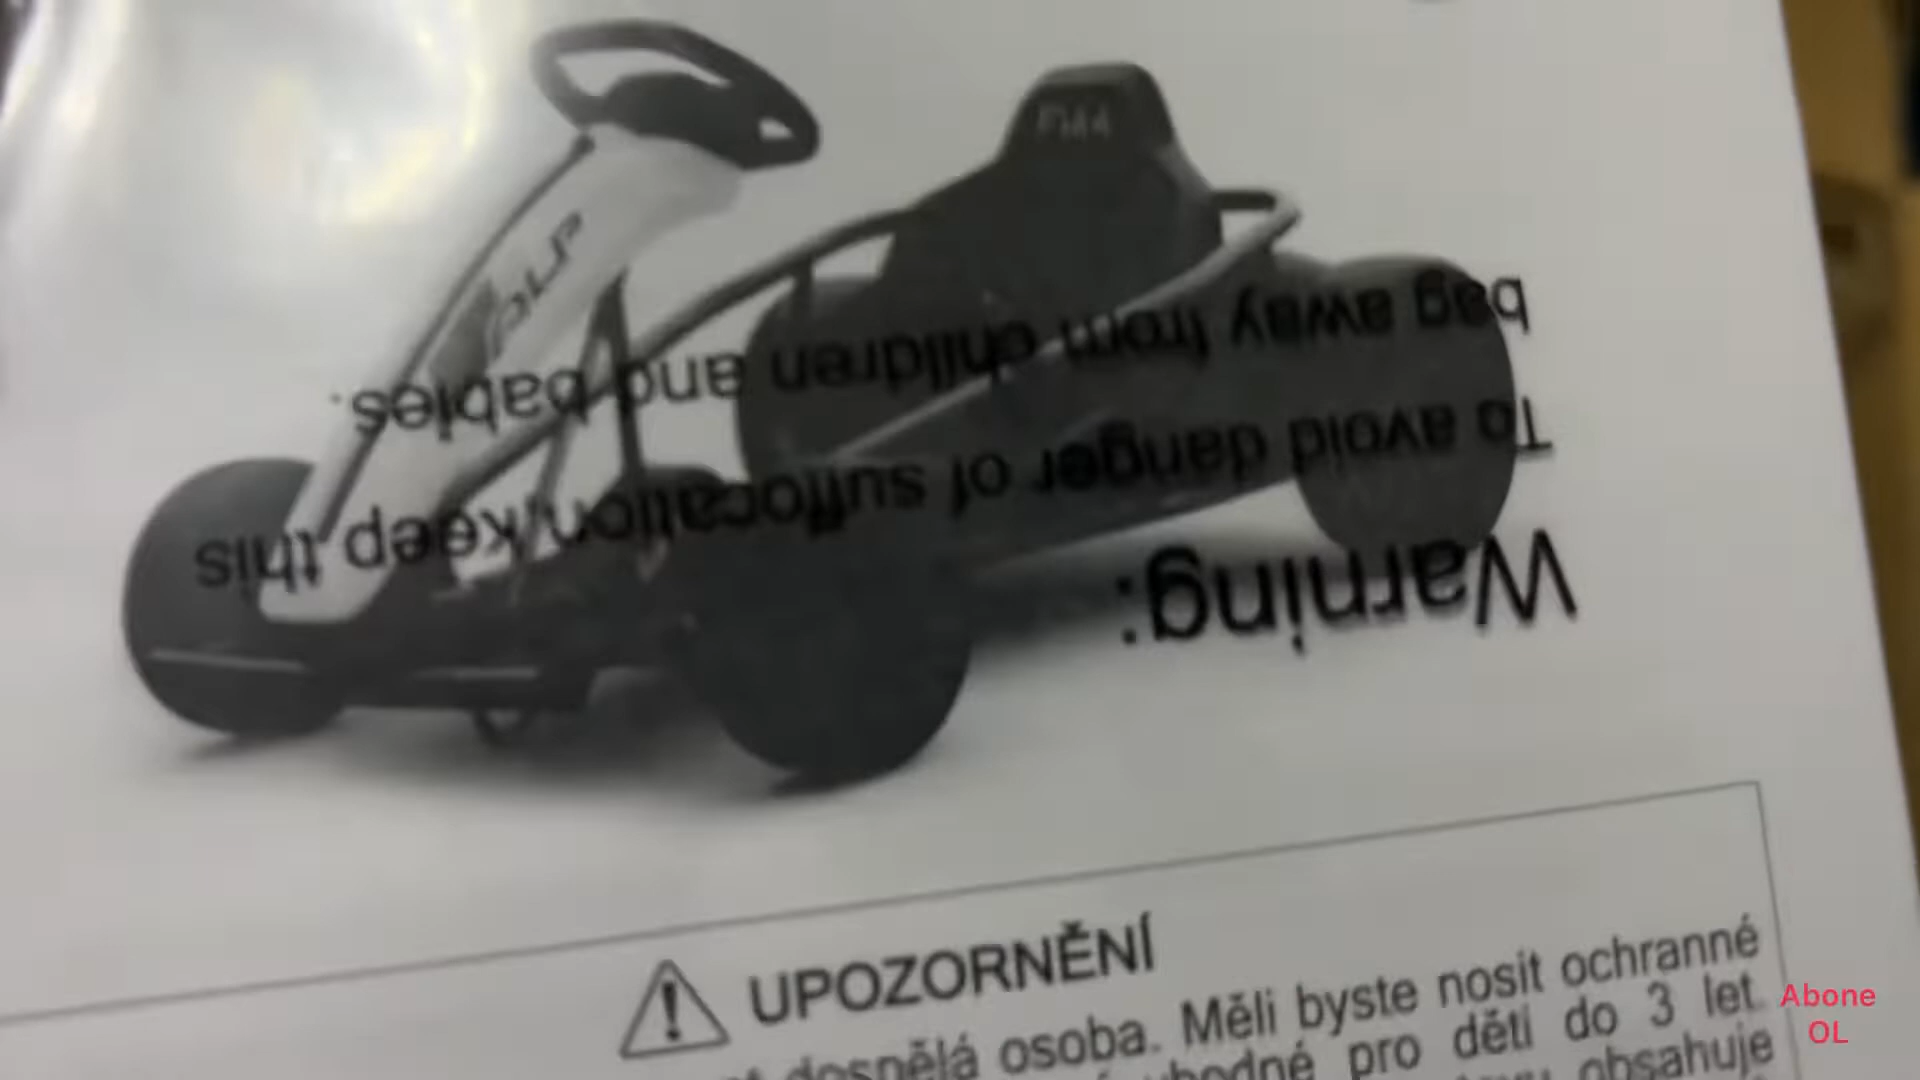 Warning:
To avoid danger of suffocation keep this
bag away from children and babies.
UPOZORNĚNÍ
dospělá osoba. Měli byste nosit ochranné
pro děti do 3 let.
obsahuje
Abone
OL